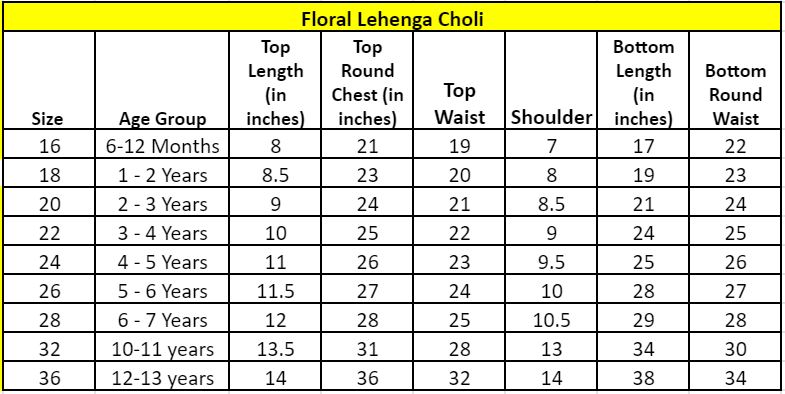 Floral Lehenga Choli
Size | Age Group | Top Length (in inches) | Top Round Chest (in inches) | Top Waist | Shoulder | Bottom Length (in inches) | Bottom Round Waist
16 | 6-12 Months | 8 | 21 | 19 | 7 | 17 | 22
18 | 1 - 2 Years | 8.5 | 23 | 20 | 8 | 19 | 23
20 | 2 - 3 Years | 9 | 24 | 21 | 8.5 | 21 | 24
22 | 3 - 4 Years | 10 | 25 | 22 | 9 | 24 | 25
24 | 4 - 5 Years | 11 | 26 | 23 | 9.5 | 25 | 26
26 | 5 - 6 Years | 11.5 | 27 | 24 | 10 | 28 | 27
28 | 6 - 7 Years | 12 | 28 | 25 | 10.5 | 29 | 28
32 | 10-11 years | 13.5 | 31 | 28 | 13 | 34 | 30
36 | 12-13 years | 14 | 36 | 32 | 14 | 38 | 34